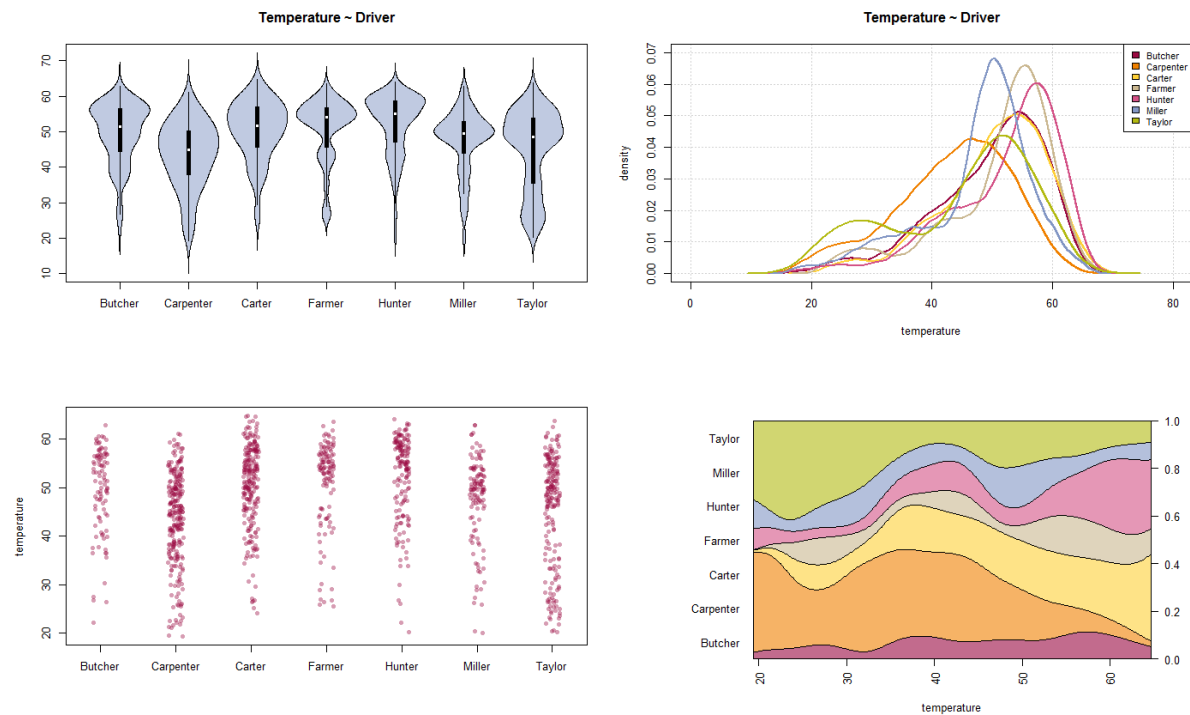 Temperature ~ Driver
70
60
50
40
30
20
10
Butcher Carpenter Carter Farmer Hunter Miller Taylor
Temperature ~ Driver
density
0.07
0.06
0.05
0.04
0.03
0.02
0.01
0.00
Butcher
Carpenter
Carter
Farmer
Hunter
Miller
Taylor
0 20 40 60 80
temperature
temperature
60
50
40
30
20
Butcher Carpenter Carter Farmer Hunter Miller Taylor
Taylor
Miller
Hunter
Farmer
Carter
Carpenter
Butcher
1.0
0.8
0.6
0.4
0.2
0.0
20 30 40 50 60
temperature